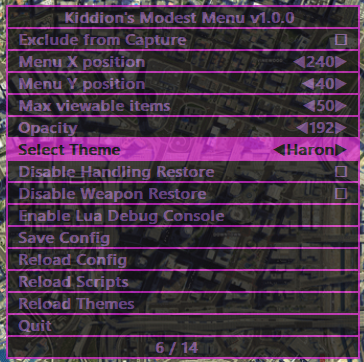 Kiddion's Modest Menu v1.0.0
Exclude from Capture
Menu X position ◀240▶
Menu Y position ◀40▶
Max viewable items ◀50▶
Opacity ◀192▶
Select Theme ◀Haron▶
Disable Handling Restore
Disable Weapon Restore
Enable Lua Debug Console
Save Config
Reload Config
Reload Scripts
Reload Themes
Quit
6 / 14